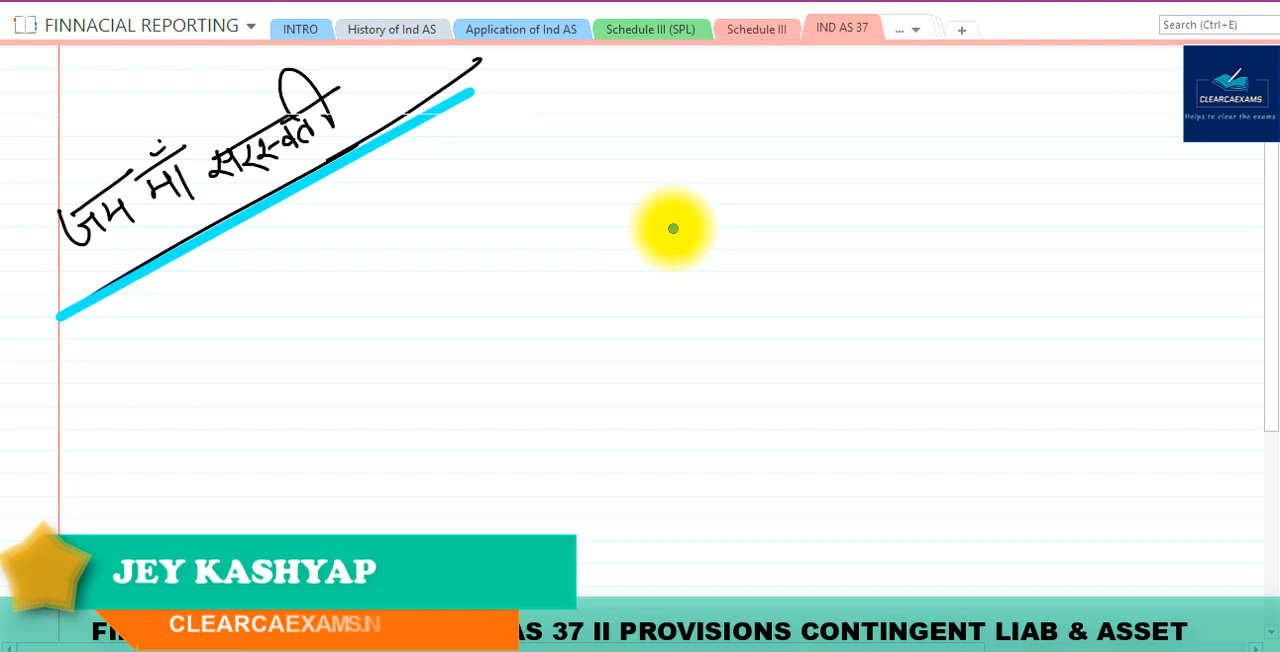 FINNACIAL REPORTING
INTRO
History of Ind AS
Application of Ind AS
Schedule III (SPL)
Schedule III
IND AS 37
...
+
Search (Ctrl+E)
CLEARCAEXAMS
Helps to clear the exams
जय माँ सरस्वती
JEY KASHYAP
CLEARCAEXAMS.IN
FI AS 37 II PROVISIONS CONTINGENT LIAB & ASSET